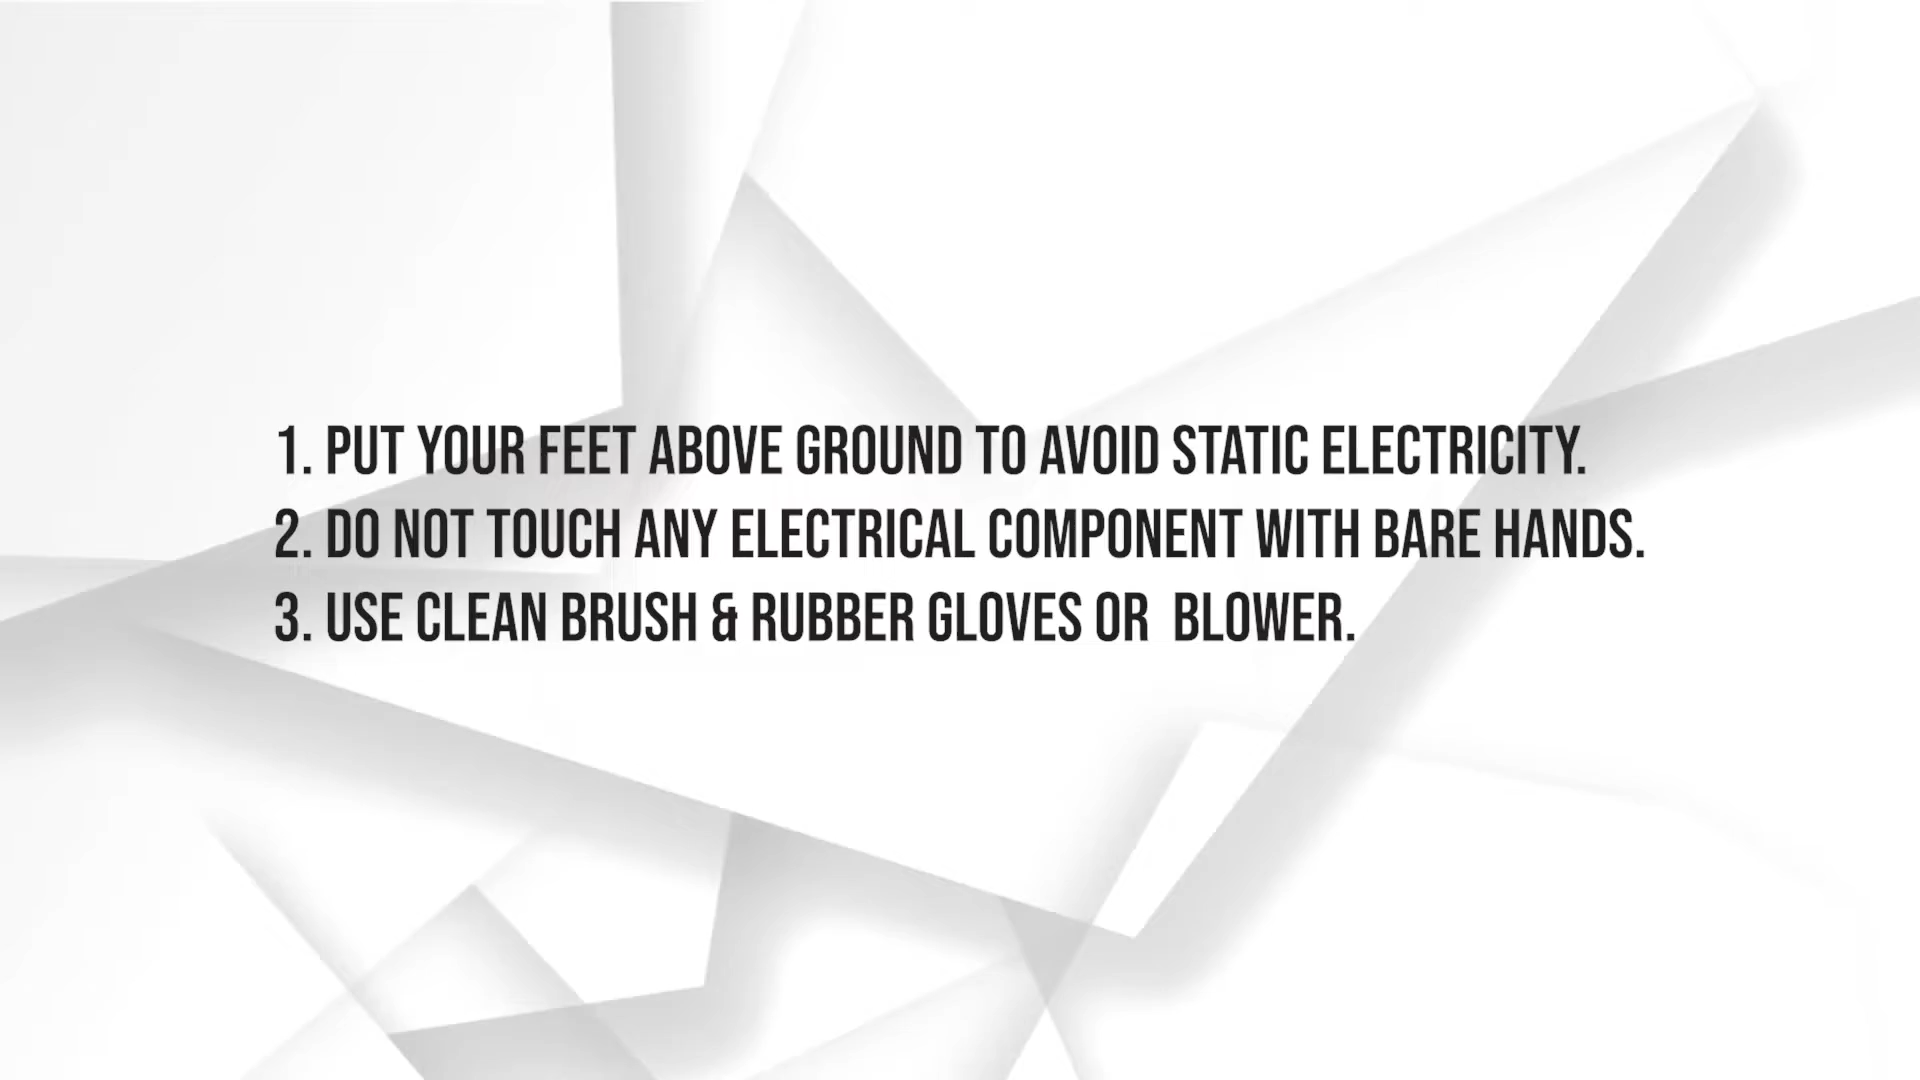 1. PUT YOUR FEET ABOVE GROUND TO AVOID STATIC ELECTRICITY.
2. DO NOT TOUCH ANY ELECTRICAL COMPONENT WITH BARE HANDS.
3. USE CLEAN BRUSH & RUBBER GLOVES OR  BLOWER.